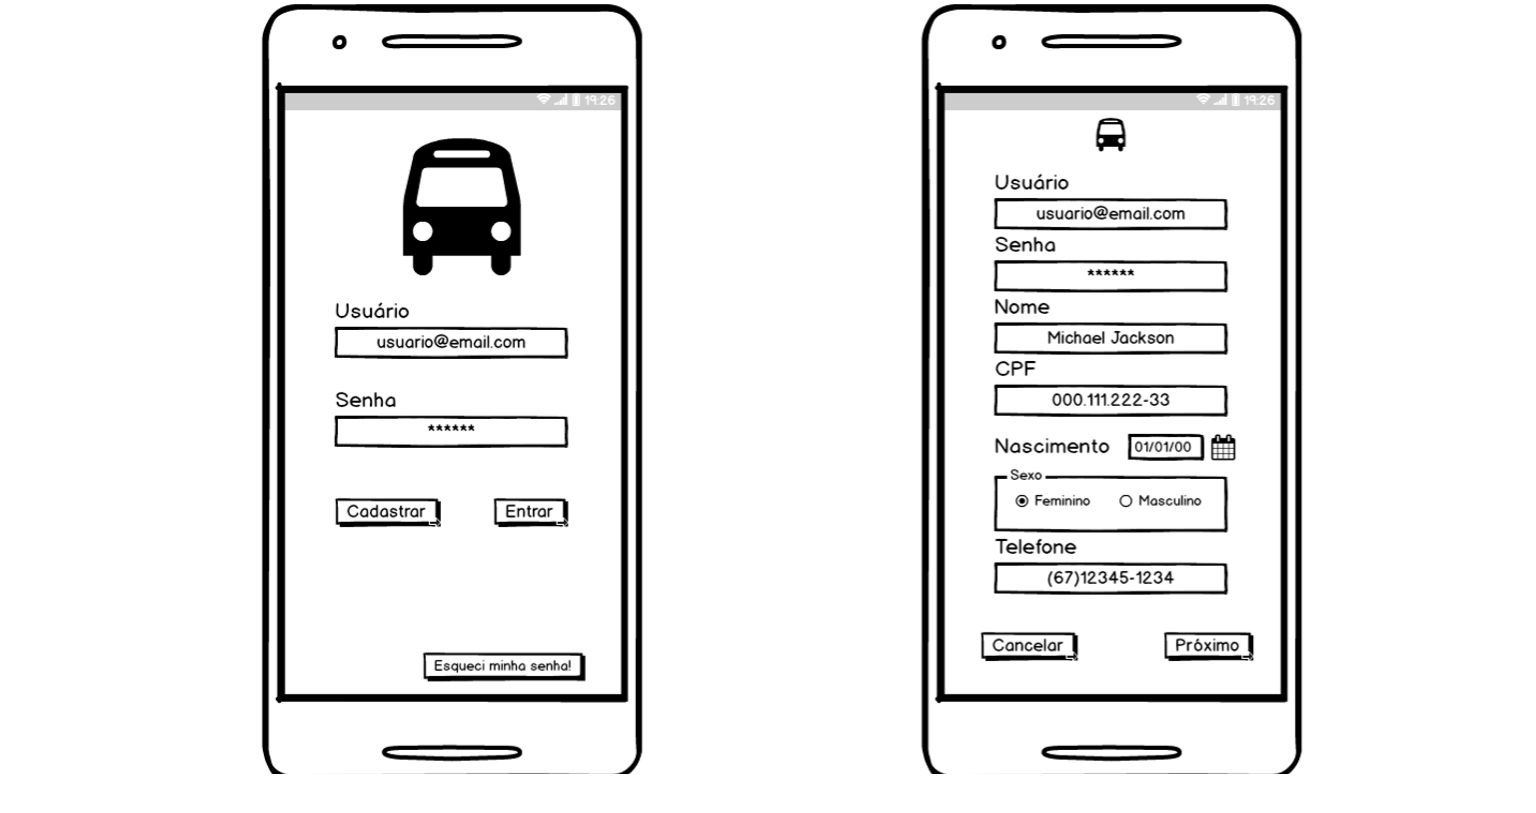 19:26
Usuário
usuario@email.com
Senha
******
Cadastrar Entrar
Esqueci minha senha!
19:26
Usuário
usuario@email.com
Senha
******
Nome
Michael Jackson
CPF
000.111.222-33
Nascimento 01/01/00
Sexo
Feminino Masculino
Telefone
(67)12345-1234
Cancelar Próximo